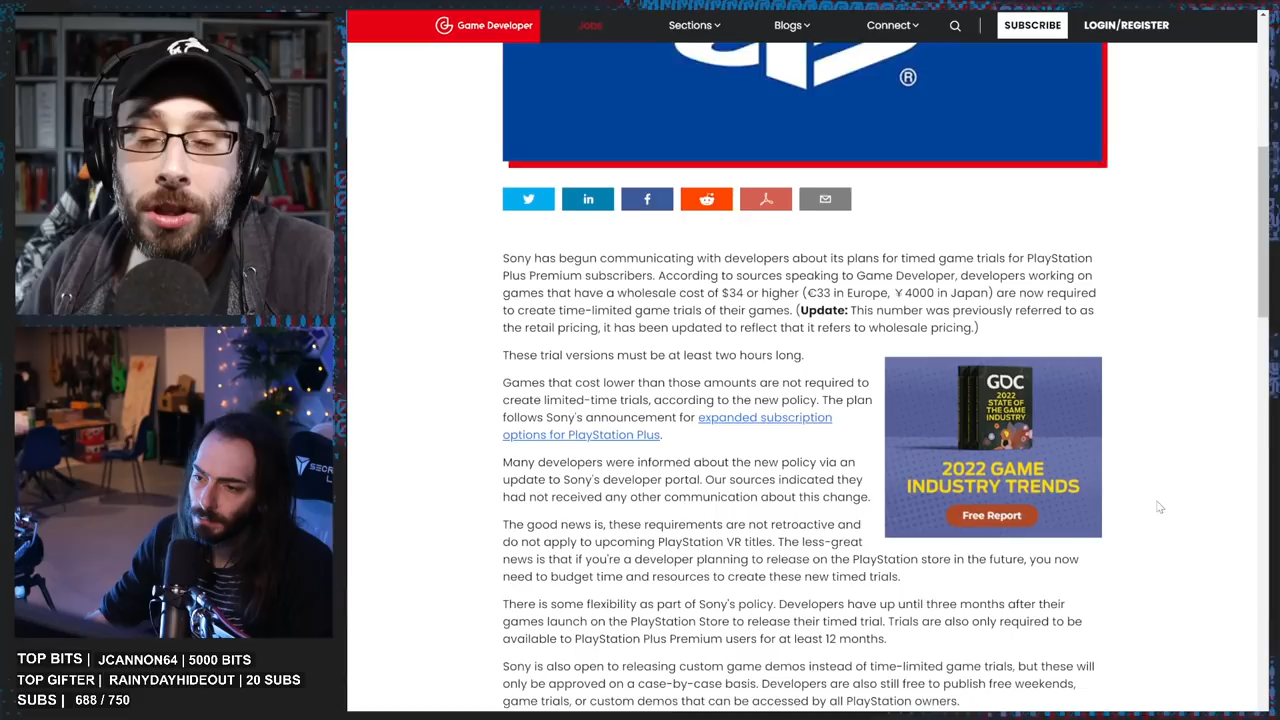 Game Developer
Jobs
Sections
Blogs
Connect
SUBSCRIBE
LOGIN/REGISTER
®
in
f
Sony has begun communicating with developers about its plans for timed game trials for PlayStation
Plus Premium subscribers. According to sources speaking to Game Developer, developers working on
games that have a wholesale cost of $34 or higher (€33 in Europe, ¥4000 in Japan) are now required
to create time-limited game trials of their games. (Update: This number was previously referred to as
the retail pricing, it has been updated to reflect that it refers to wholesale pricing.)
These trial versions must be at least two hours long.
Games that cost lower than those amounts are not required to
create limited-time trials, according to the new policy. The plan
follows Sony's announcement for expanded subscription
options for PlayStation Plus.
Many developers were informed about the new policy via an
update to Sony's developer portal. Our sources indicated they
had not received any other communication about this change.
The good news is, these requirements are not retroactive and
do not apply to upcoming PlayStation VR titles. The less-great
news is that if you're a developer planning to release on the PlayStation store in the future, you now
need to budget time and resources to create these new timed trials.
There is some flexibility as part of Sony's policy. Developers have up until three months after their
games launch on the PlayStation Store to release their timed trial. Trials are also only required to be
available to PlayStation Plus Premium users for at least 12 months.
Sony is also open to releasing custom game demos instead of time-limited game trials, but these will
only be approved on a case-by-case basis. Developers are also still free to publish free weekends,
game trials, or custom demos that can be accessed by all PlayStation owners.
GDC
2022
STATE OF
THE GAME
INDUSTRY
2022 GAME
INDUSTRY TRENDS
Free Report
TOP BITS | JCANNON64 | 5000 BITS
TOP GIFTER | RAINYDAYHIDEOUT | 20 SUBS
SUBS | 688 / 750